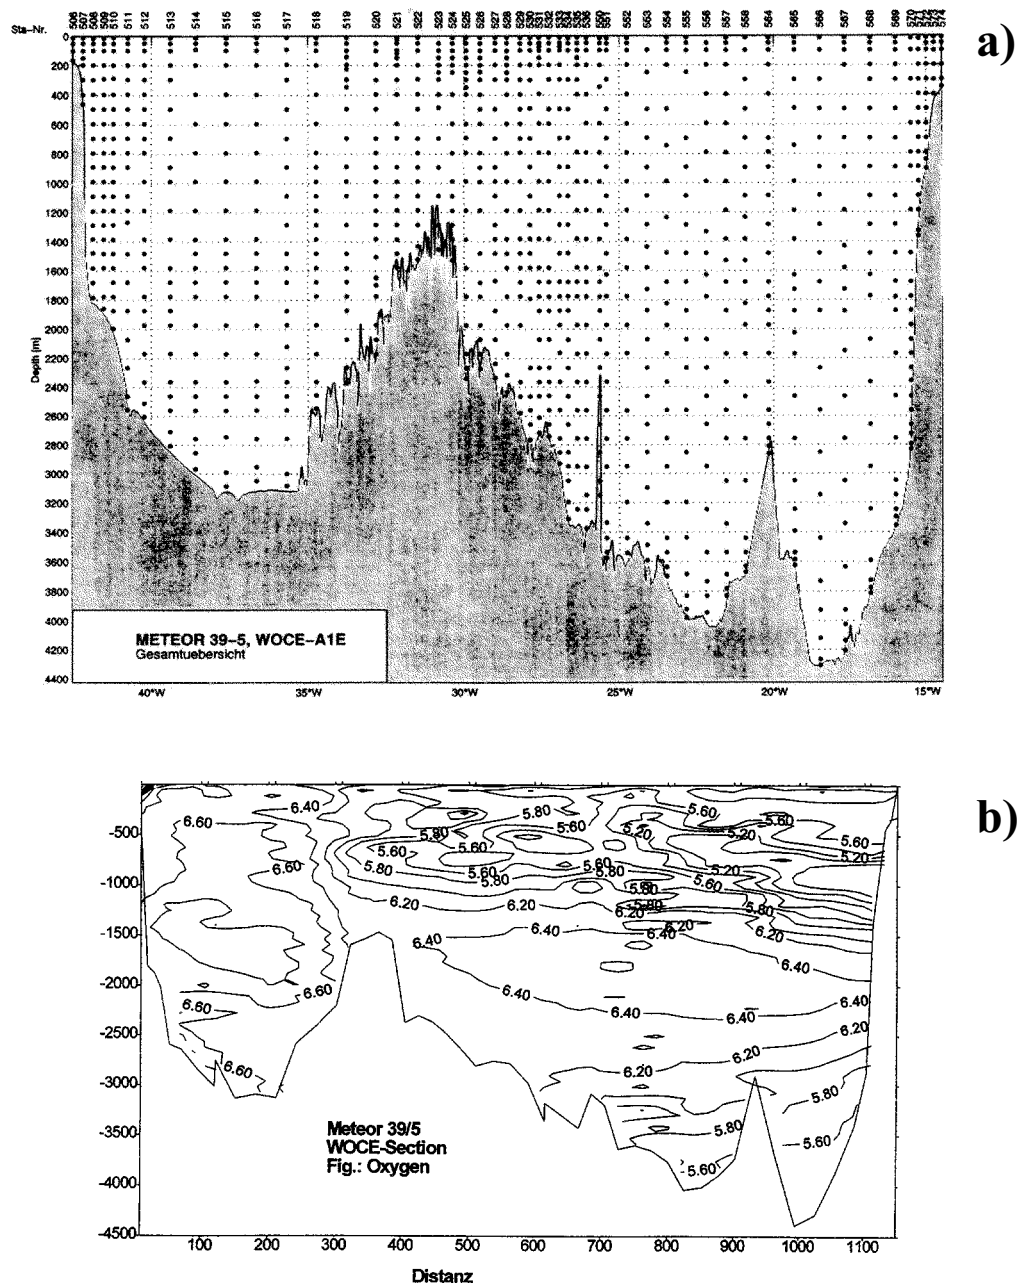 Sta-Nr.
506 507 508 509 510 511 512 513 514 515 516 517 518 519 520 521 522 523 524 525 526 527 528 529 530 531 532 533 534 535 536 550 551 552 553 554 555 556 557 558 564 565 566 567 568 569 570 571 572 573 574
a)
0
200
400
600
800
1000
1200
1400
1600
1800
2000
2200
2400
2600
2800
3000
3200
3400
3600
3800
4000
4200
4400
Depth [m]
METEOR 39-5, WOCE-A1E
Gesamtuebersicht
40°W 35°W 30°W 25°W 20°W 15°W
b)
-500
-1000
-1500
-2000
-2500
-3000
-3500
-4000
-4500
6.40 5.80 5.60 5.60
6.60 5.80 5.60 5.20 5.20 5.60
5.60 5.60 5.20
6.60 5.80 5.60 5.20
5.80 5.80 5.60
6.20 6.20 5.80 5.80
6.20 6.20 6.20
6.40 6.40 6.40
6.40
6.60 6.40 6.40
6.60 6.40 6.40
6.20
6.20
6.60 6.20
5.80
5.80
5.60
5.60
Meteor 39/5
WOCE-Section
Fig.: Oxygen
100 200 300 400 500 600 700 800 900 1000 1100
Distanz